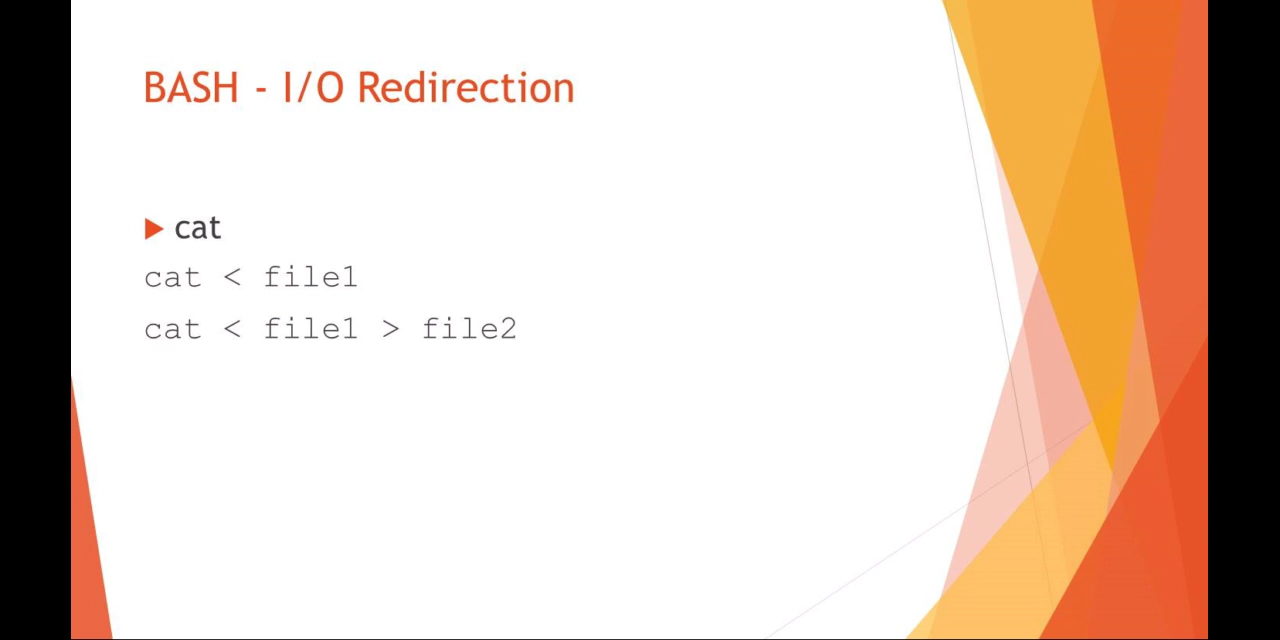 BASH - I/O Redirection
cat
cat < file1
cat < file1 > file2